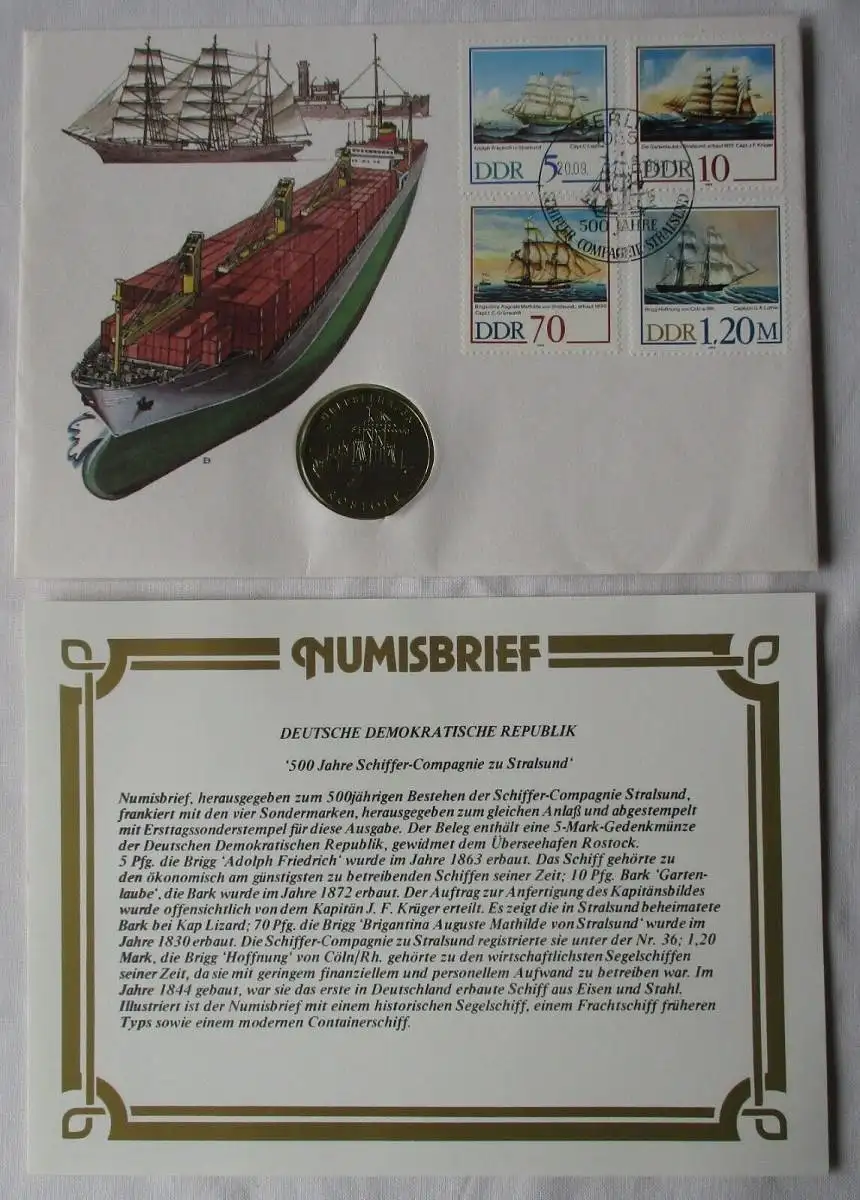 Adolph Friedrich v. Stralsund
DDR 5
DDR 10
BERLIN
1085
20.09.
500 JAHRE
SCHIFFER-COMPAGNIE STRALSUND
DDR 70
DDR 1,20M
ÜBERSEEHAFEN
ROSTOCK
NUMISBRIEF
DEUTSCHE DEMOKRATISCHE REPUBLIK
'500 Jahre Schiffer-Compagnie zu Stralsund'
Numisbrief, herausgegeben zum 500jährigen Bestehen der Schiffer-Compagnie Stralsund,
frankiert mit den vier Sondermarken, herausgegeben zum gleichen Anlaß und abgestempelt
mit Ersttagssonderstempel für diese Ausgabe. Der Beleg enthält eine 5-Mark-Gedenkmünze
der Deutschen Demokratischen Republik, gewidmet dem Überseehafen Rostock.
5 Pfg. die Brigg 'Adolph Friedrich' wurde im Jahre 1863 erbaut. Das Schiff gehörte zu
den ökonomisch am günstigsten zu betreibenden Schiffen seiner Zeit; 10 Pfg. Bark 'Garten-
laube', die Bark wurde im Jahre 1872 erbaut. Der Auftrag zur Anfertigung des Kapitänsbildes
wurde offensichtlich von dem Kapitän J. F. Krüger erteilt. Es zeigt die in Stralsund beheimatete
Bark bei Kap Lizard; 70 Pfg. die Brigg 'Brigantina Auguste Mathilde von Stralsund' wurde im
Jahre 1830 erbaut. Die Schiffer-Compagnie zu Stralsund registrierte sie unter der Nr. 36; 1,20
Mark, die Brigg 'Hoffnung' von Cöln/Rh. gehörte zu den wirtschaftlichsten Segelschiffen
seiner Zeit, da sie mit geringem finanziellem und personellem Aufwand zu betreiben war. Im
Jahre 1844 gebaut, war sie das erste in Deutschland erbaute Schiff aus Eisen und Stahl.
Illustriert ist der Numisbrief mit einem historischen Segelschiff, einem Frachtschiff früheren
Typs sowie einem modernen Containerschiff.